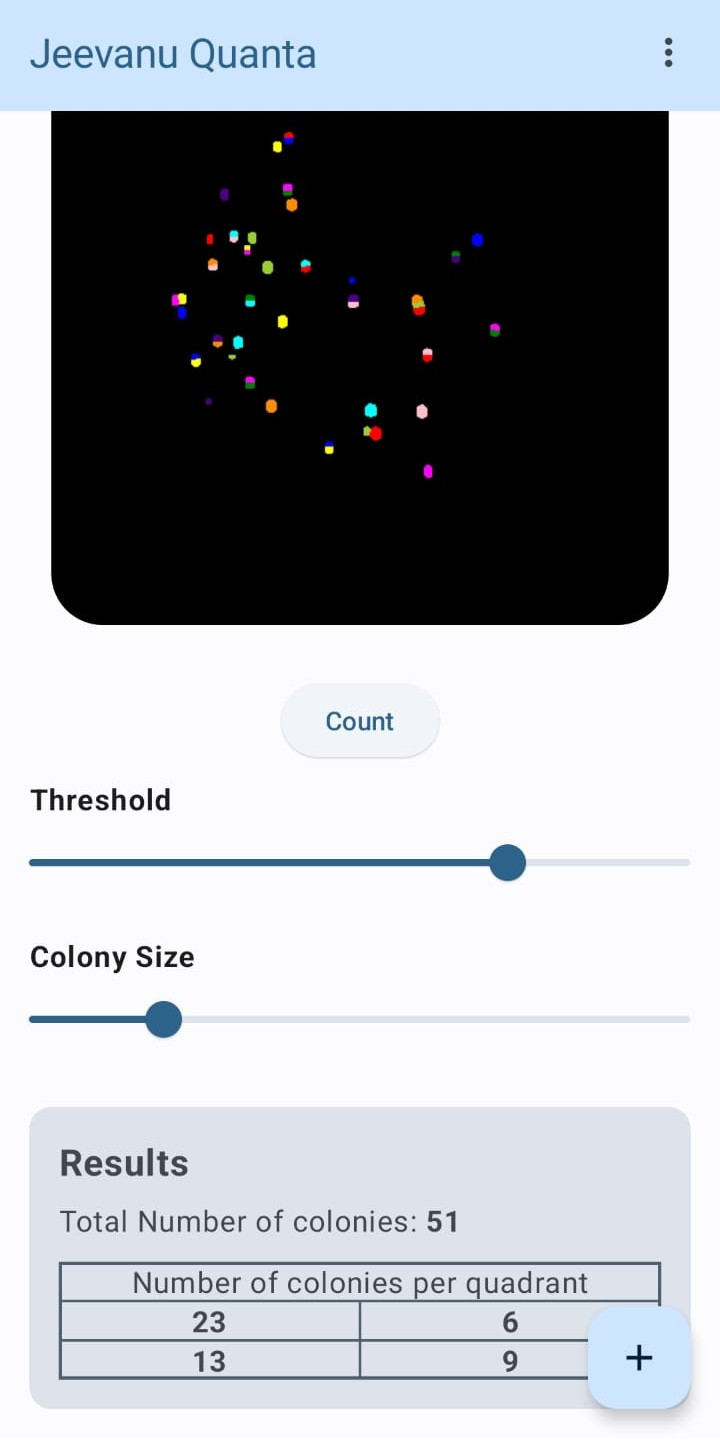 Jeevanu Quanta
Count
Threshold
Colony Size
Results
Total Number of colonies: 51
Number of colonies per quadrant
23 6
13 9
+